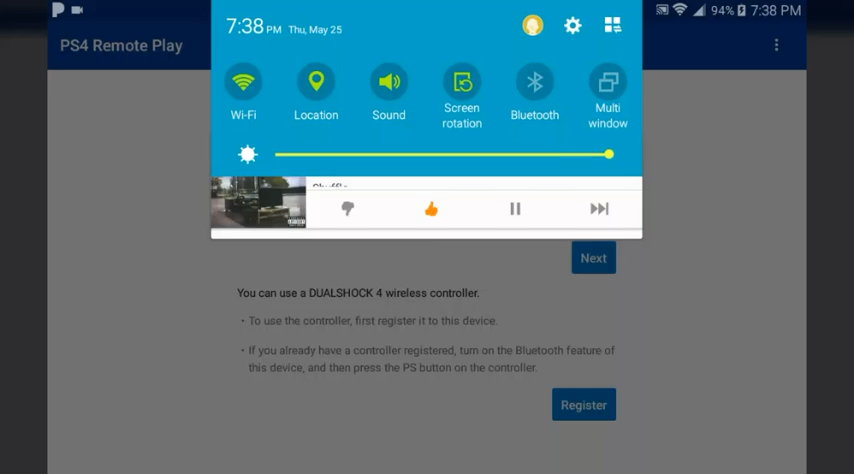 94% 7:38 PM
PS4 Remote Play
7:38 PM Thu, May 25
Wi-Fi
Location
Sound
Screen
rotation
Bluetooth
Multi
window
Shuffle
Next
You can use a DUALSHOCK 4 wireless controller.
• To use the controller, first register it to this device.
• If you already have a controller registered, turn on the Bluetooth feature of
this device, and then press the PS button on the controller.
Register